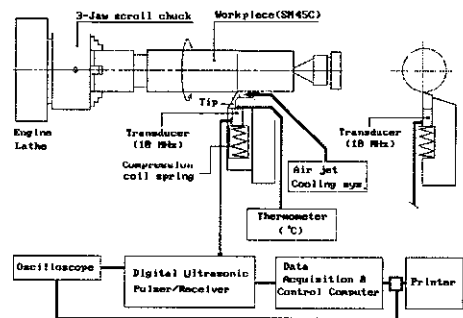 3-Jaw scroll chuck
Workplace(SM45C)
Engine
Lathe
Tip
Transducer
(10 MHz)
Compression
coil spring
Air jet
Cooling sys.
Thermometer
(℃)
Transducer
(10 MHz)
Oscilloscope
Digital Ultrasonic
Pulser/Receiver
Data
Acquisition &
Control Computer
Printer